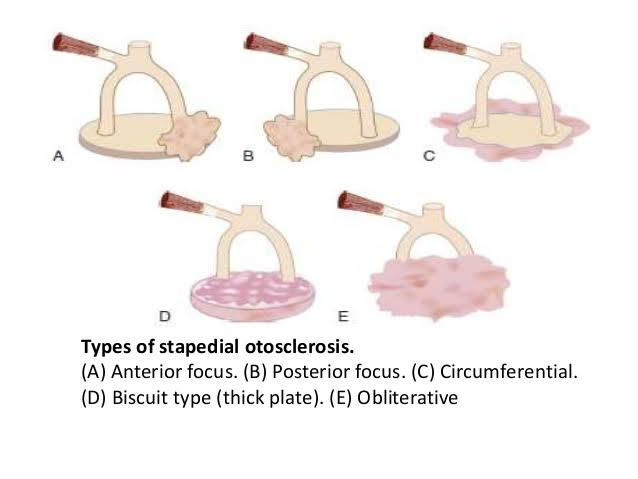 A
B
C
D
E
Types of stapedial otosclerosis.
(A) Anterior focus. (B) Posterior focus. (C) Circumferential.
(D) Biscuit type (thick plate). (E) Obliterative